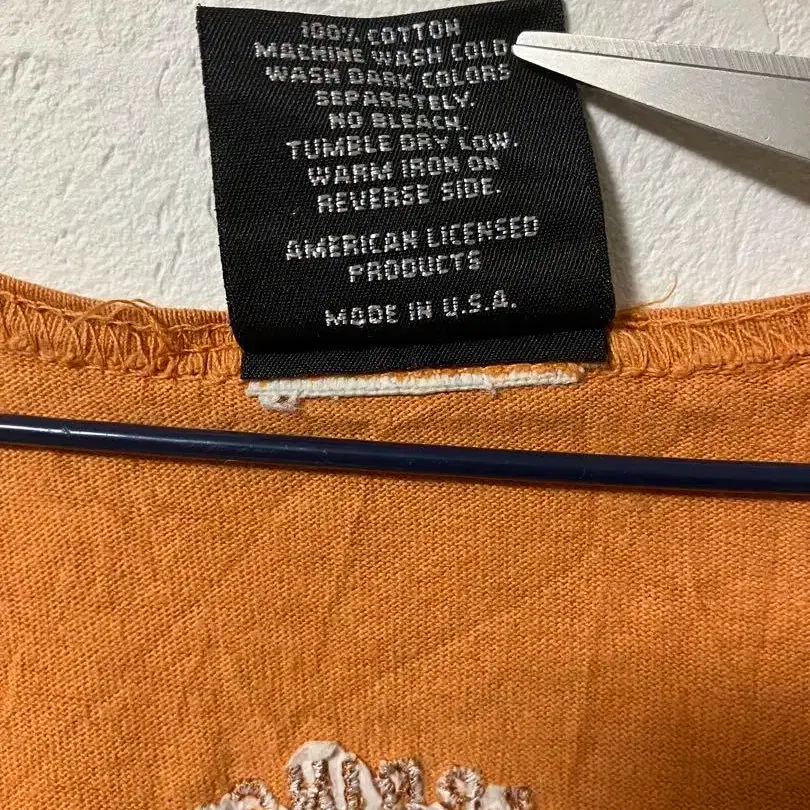 100% COTTON
MACHINE WASH COLD
WASH DARK COLORS
SEPARATELY.
NO BLEACH.
TUMBLE DRY LOW.
WARM IRON ON
REVERSE SIDE.
AMERICAN LICENSED
PRODUCTS
MADE IN U.S.A.